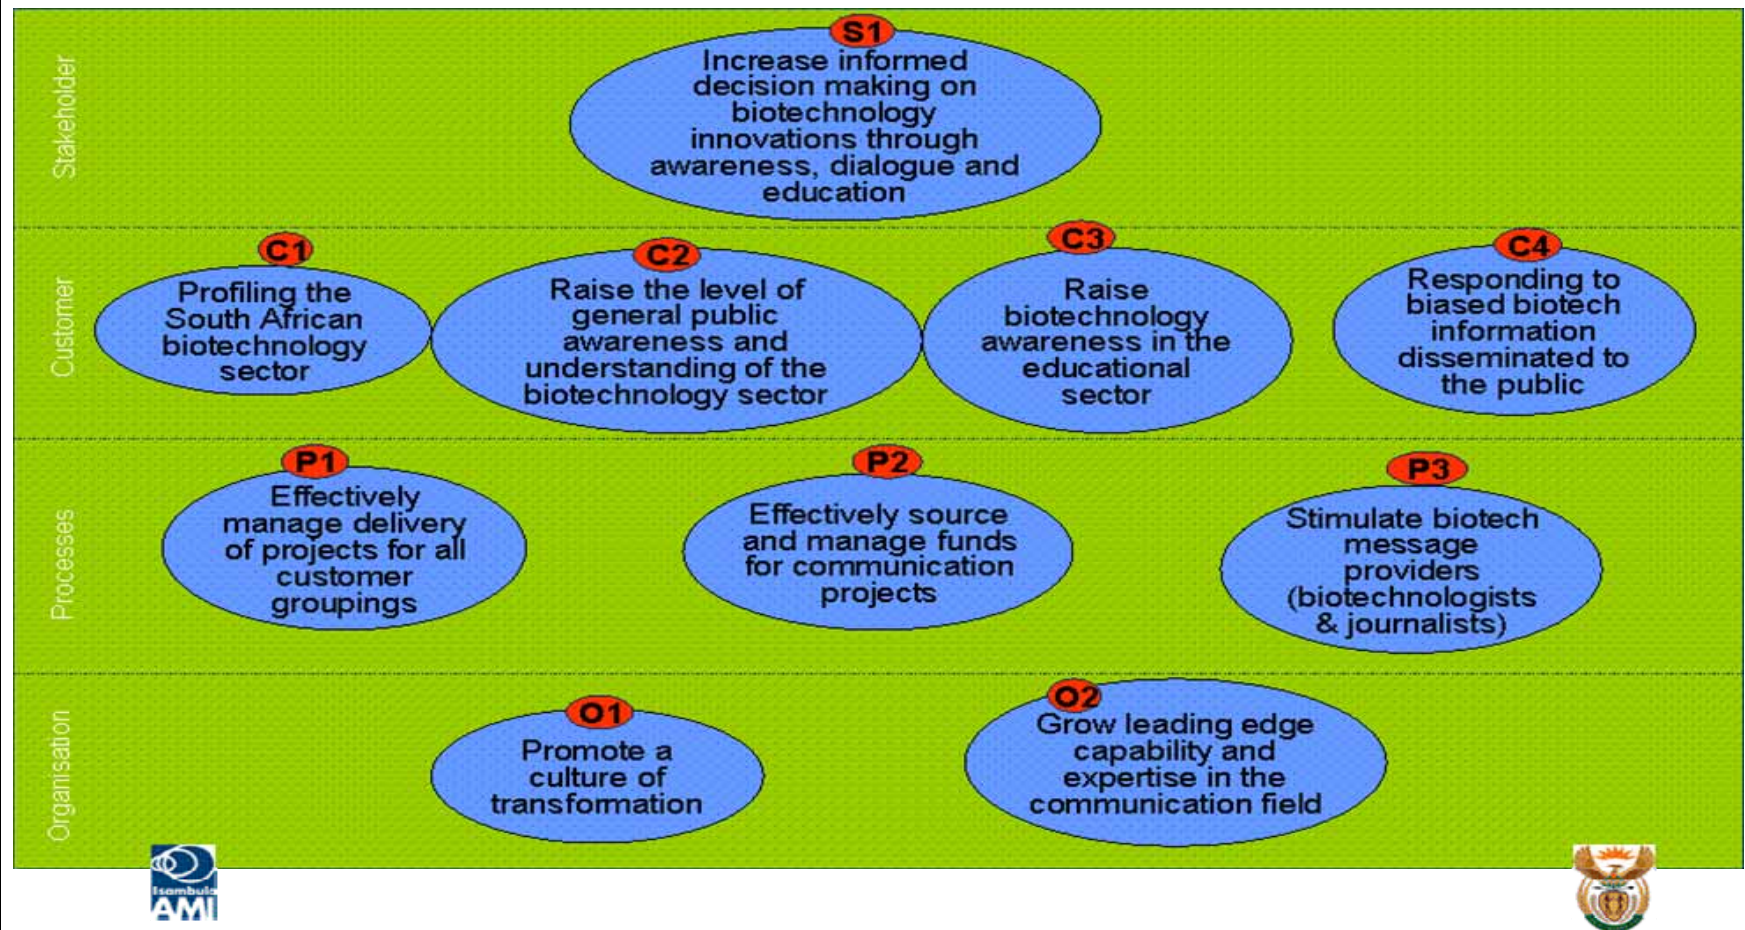 Stakeholder
S1
Increase informed
decision making on
biotechnology
innovations through
awareness, dialogue and
education
Customer
C1
Profiling the
South African
biotechnology
sector
C2
Raise the level of
general public
awareness and
understanding of the
biotechnology sector
C3
Raise
biotechnology
awareness in the
educational
sector
C4
Responding to
biased biotech
information
disseminated to
the public
Processes
P1
Effectively
manage delivery
of projects for all
customer
groupings
P2
Effectively source
and manage funds
for communication
projects
P3
Stimulate biotech
message
providers
(biotechnologists
& journalists)
Organisation
O1
Promote a
culture of
transformation
O2
Grow leading edge
capability and
expertise in the
communication field
Isambulo
AMI